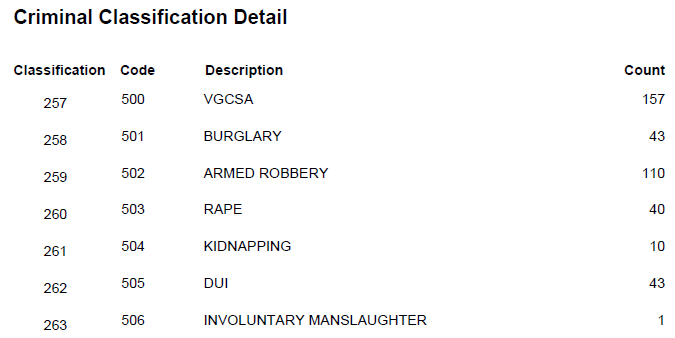 Criminal Classification Detail
Classification Code Description Count
257 500 VGCSA 157
258 501 BURGLARY 43
259 502 ARMED ROBBERY 110
260 503 RAPE 40
261 504 KIDNAPPING 10
262 505 DUI 43
263 506 INVOLUNTARY MANSLAUGHTER 1